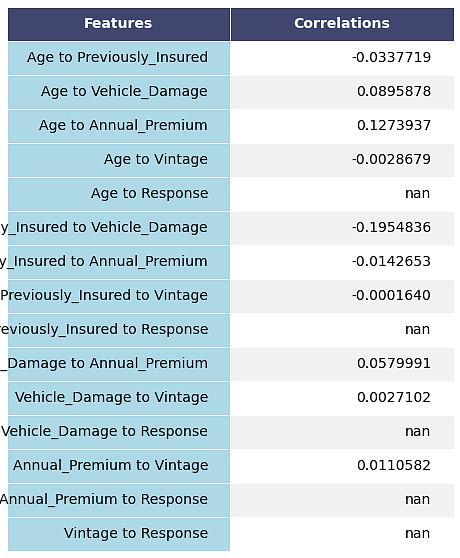 Features Correlations
Age to Previously_Insured -0.0337719
Age to Vehicle_Damage 0.0895878
Age to Annual_Premium 0.1273937
Age to Vintage -0.0028679
Age to Response nan
y_Insured to Vehicle_Damage -0.1954836
y_Insured to Annual_Premium -0.0142653
Previously_Insured to Vintage -0.0001640
reviously_Insured to Response nan
_Damage to Annual_Premium 0.0579991
Vehicle_Damage to Vintage 0.0027102
Vehicle_Damage to Response nan
Annual_Premium to Vintage 0.0110582
Annual_Premium to Response nan
Vintage to Response nan